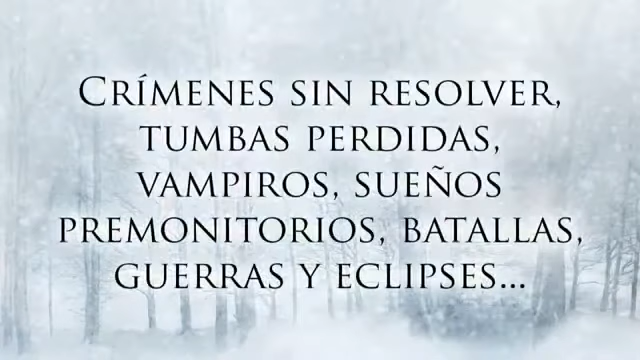 Crímenes sin resolver,
tumbas perdidas,
vampiros, sueños
premonitorios, batallas,
guerras y eclipses...